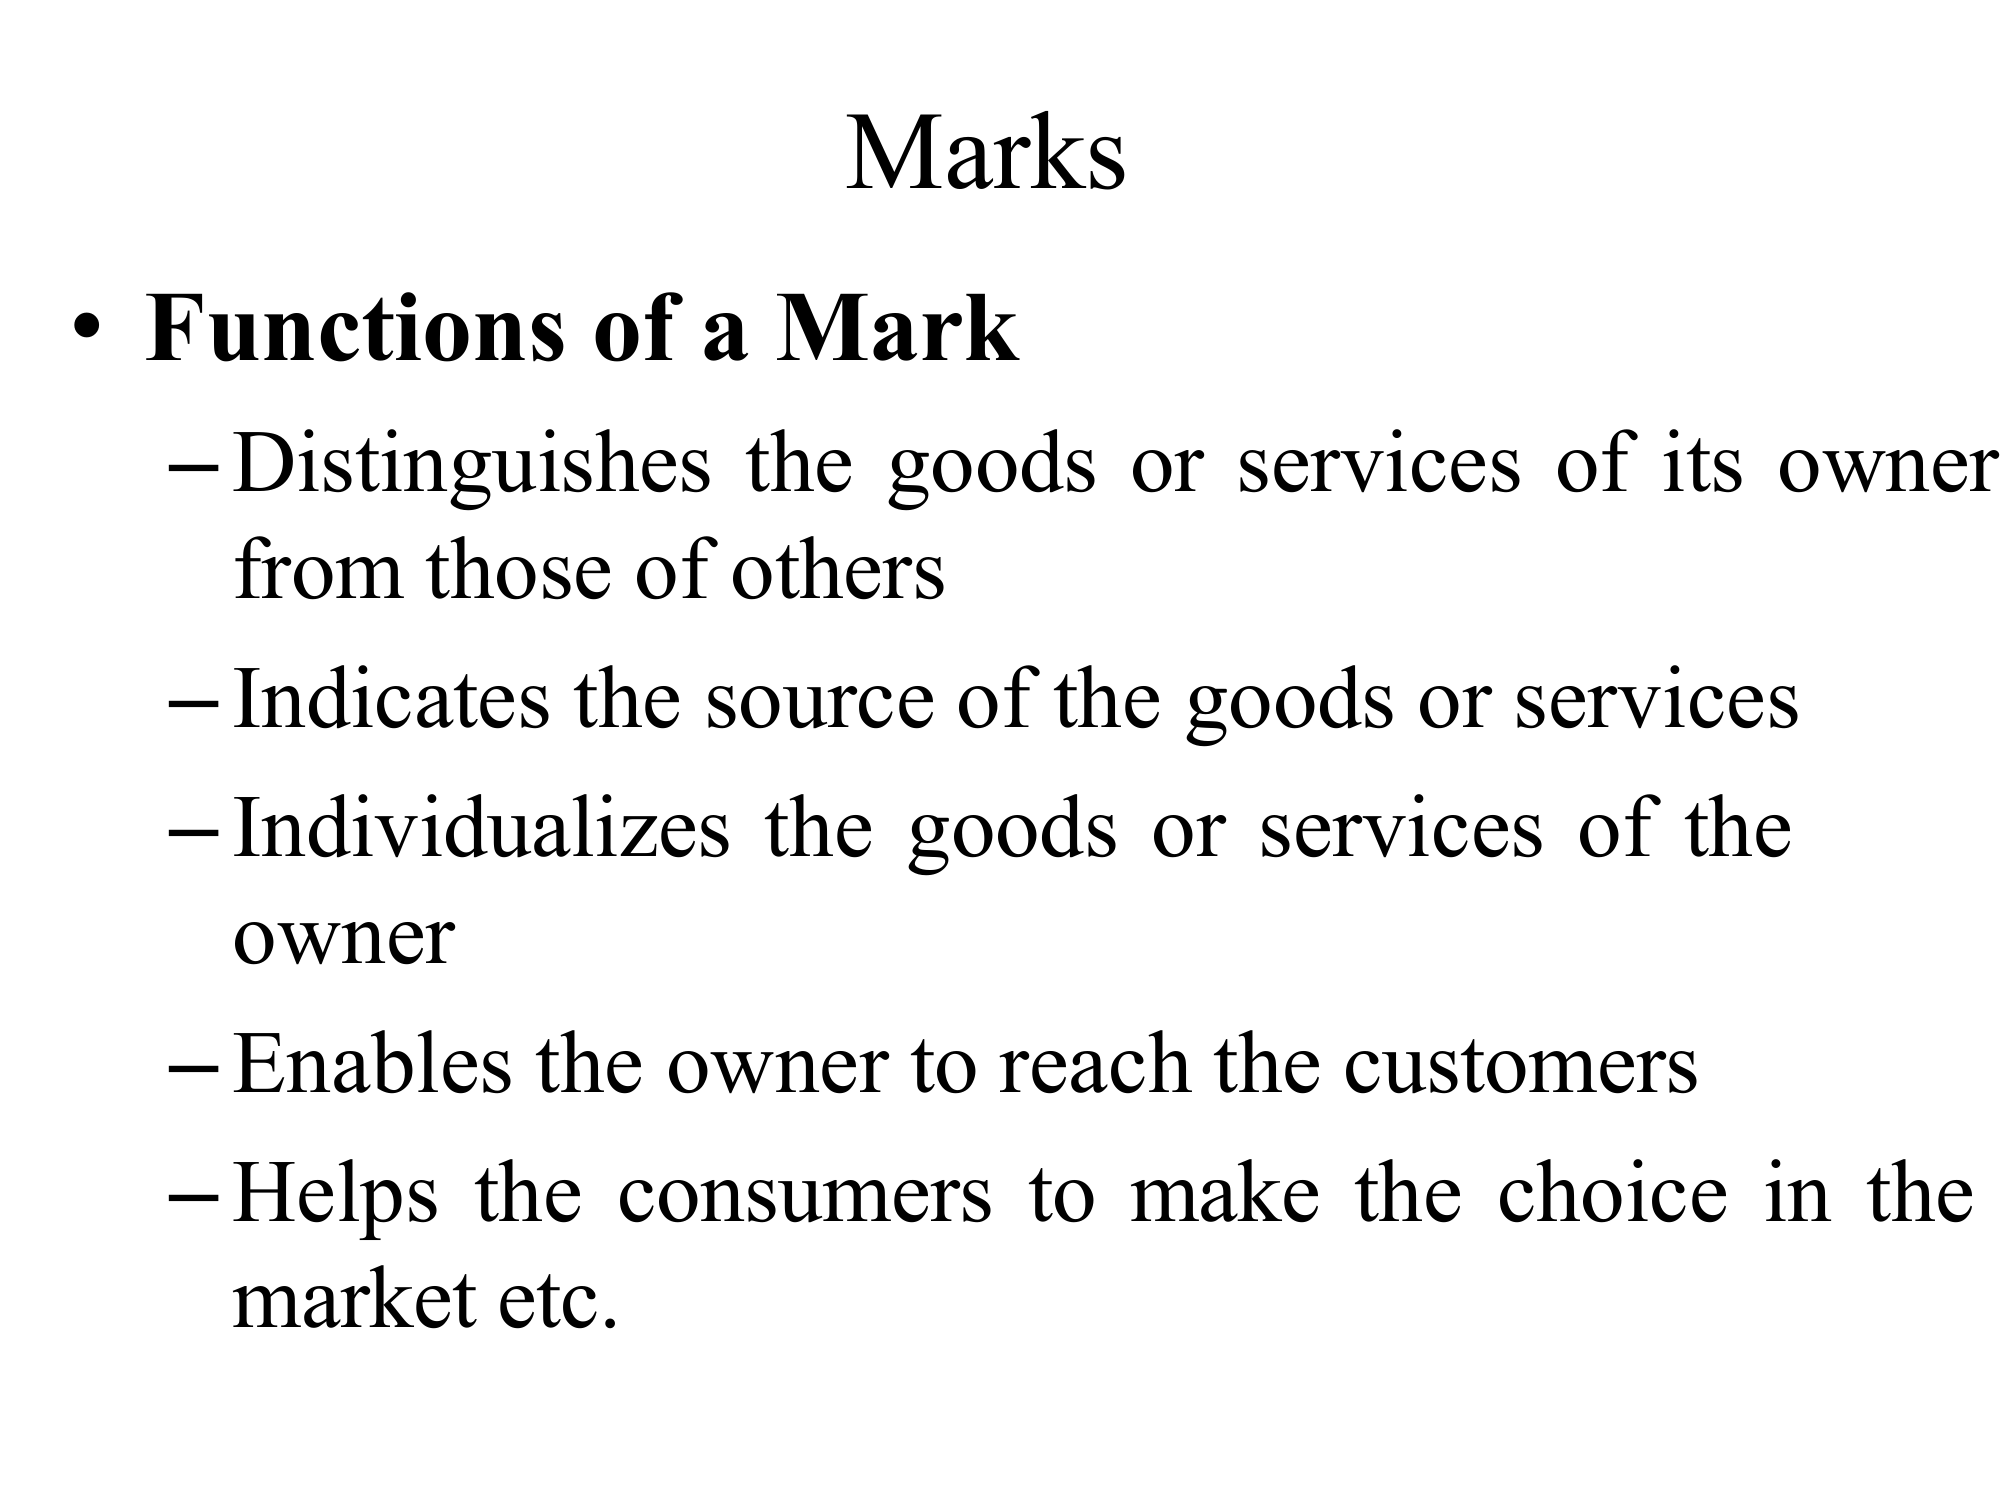 Marks
• Functions of a Mark
– Distinguishes the goods or services of its owner
from those of others
– Indicates the source of the goods or services
– Individualizes the goods or services of the
owner
– Enables the owner to reach the customers
– Helps the consumers to make the choice in the
market etc.